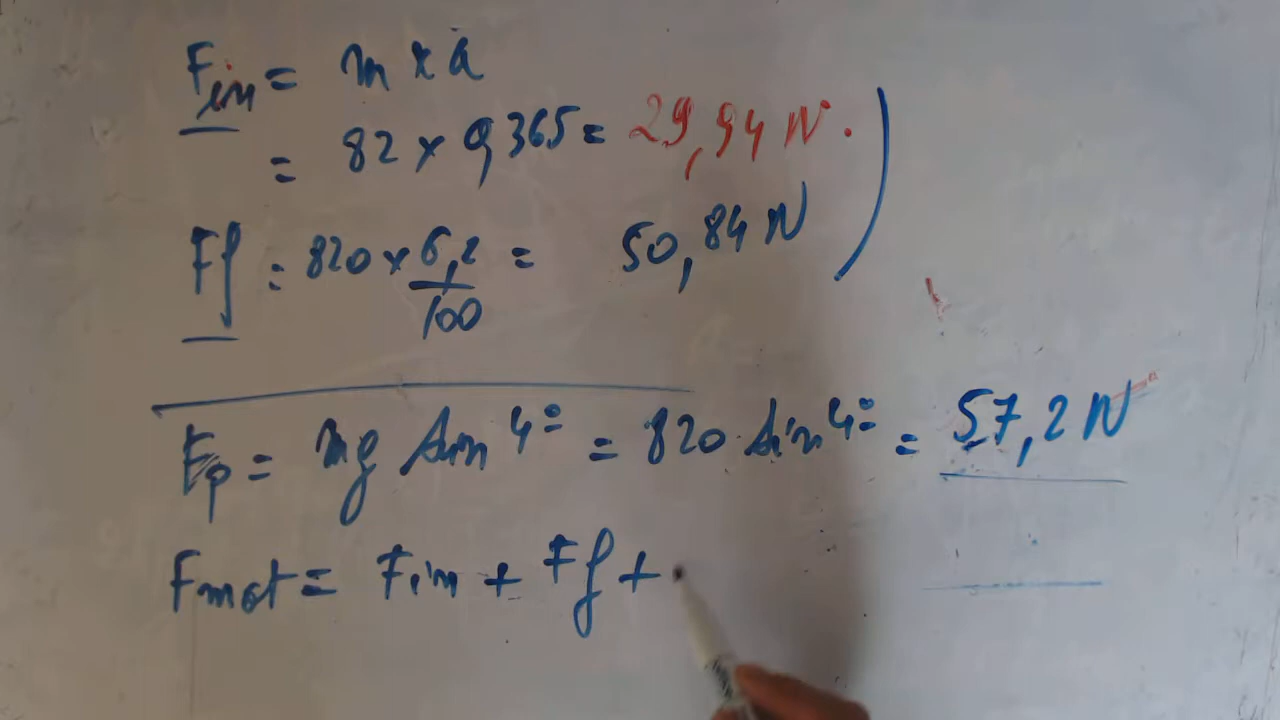 Fin = m x a
= 82 x 0,365 = 29,94 N.
Ff = 820 x 6,2/100 = 50,84 N
Fp = mg sin 4° = 820 sin 4° = 57,2 N
Fmot = Fin + Ff +